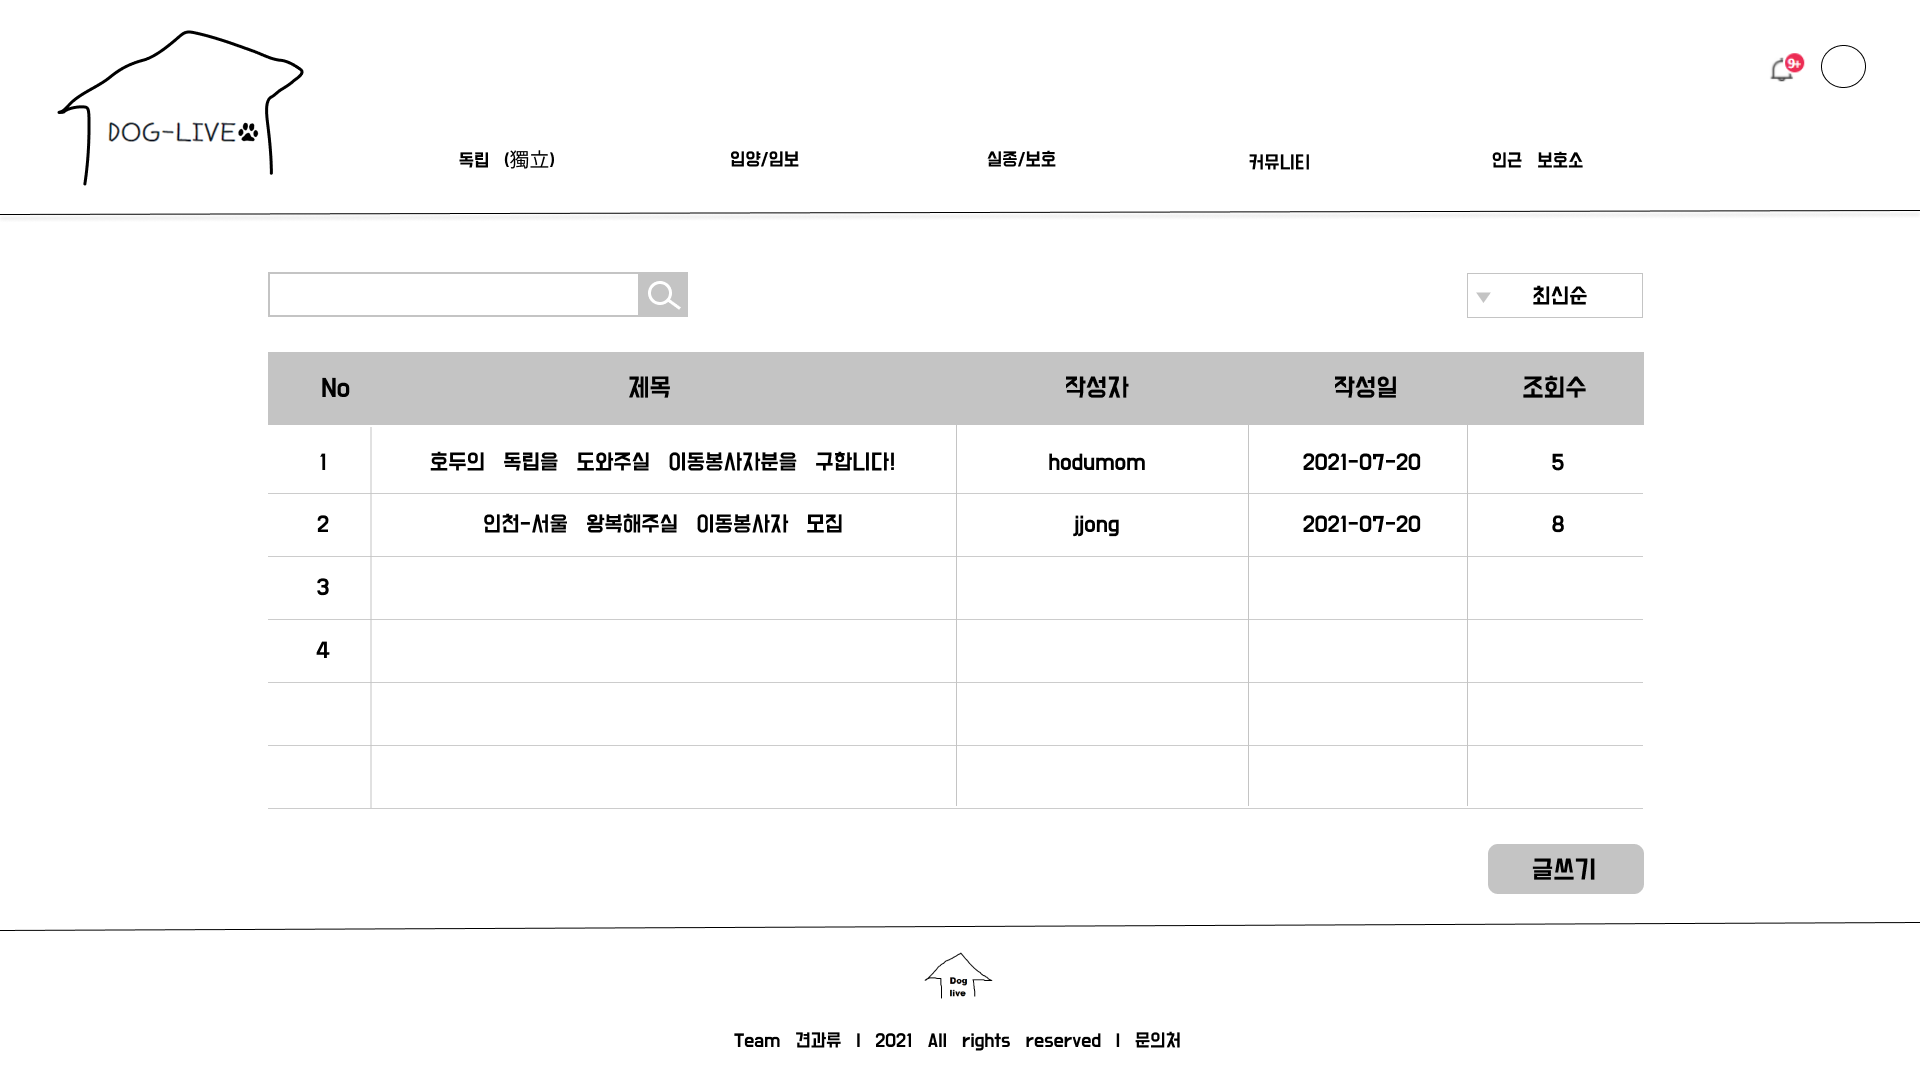 DOG-LIVE
9+
독립 (獨立) 입양/임보 실종/보호 커뮤니티 인근 보호소
최신순
No 제목 작성자 작성일 조회수
1 호두의 독립을 도와주실 이동봉사자분을 구합니다! hodumom 2021-07-20 5
2 인천-서울 왕복해주실 이동봉사자 모집 jjong 2021-07-20 8
3
4
글쓰기
Dog
live
Team 견과류 | 2021 All rights reserved | 문의처